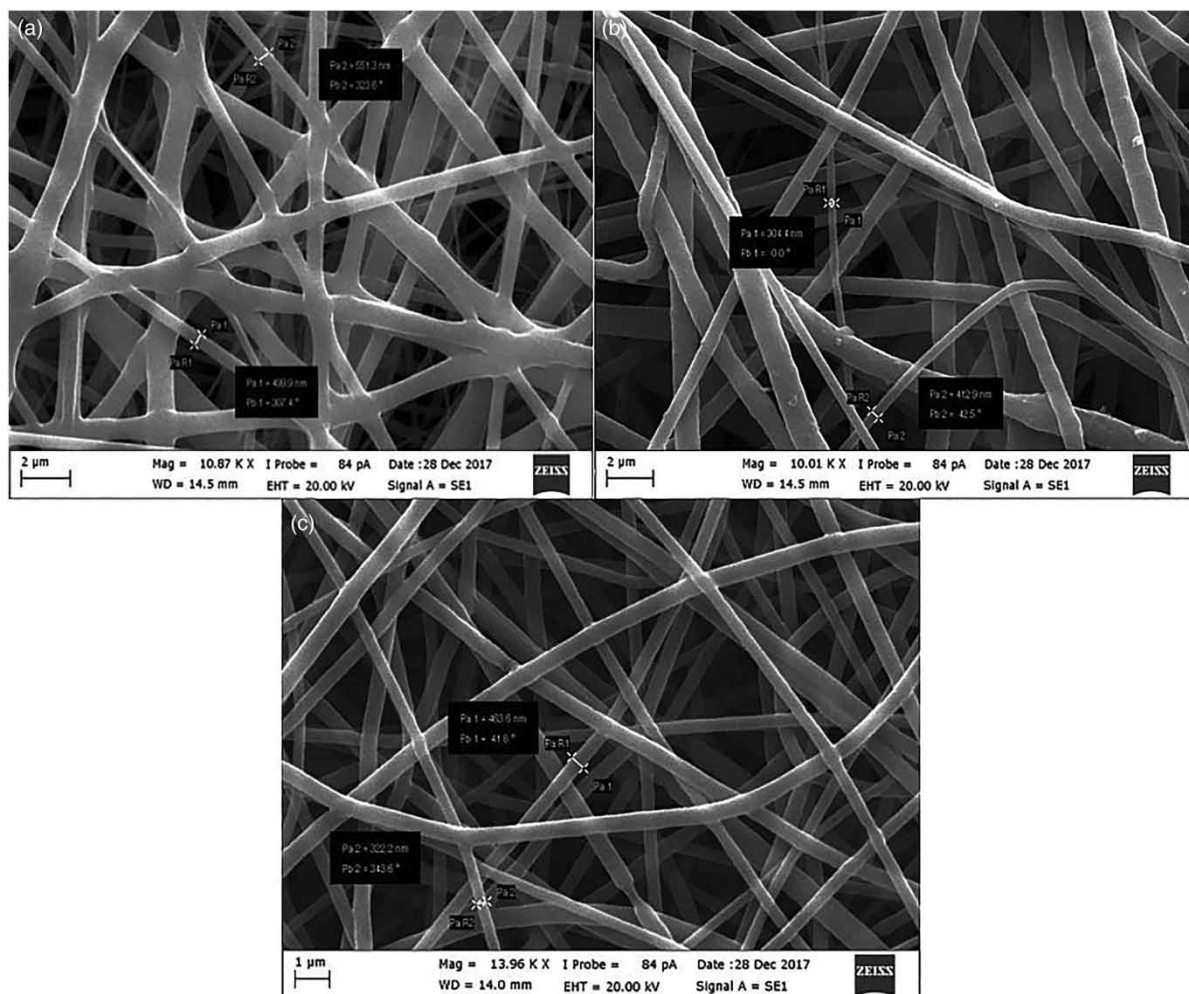 (a)
Pa 2
Pa R2
Pa 2 = 551.3 nm
Pb 2 = 323.6 °
Pa 1
Pa R1
Pa 1 = 499.9 nm
Pb 1 = 307.4 °
2 µm
Mag = 10.87 K X I Probe = 84 pA Date :28 Dec 2017
WD = 14.5 mm EHT = 20.00 kV Signal A = SE1
ZEISS
(b)
Pa R1
Pa 1
Pa 1 = 304.4 nm
Pb 1 = 0.0 °
Pa R2
Pa 2
Pa 2 = 412.9 nm
Pb 2 = 42.5 °
2 µm
Mag = 10.01 K X I Probe = 84 pA Date :28 Dec 2017
WD = 14.5 mm EHT = 20.00 kV Signal A = SE1
ZEISS
(c)
Pa 1 = 463.6 nm
Pb 1 = 41.8 °
Pa R1
Pa 1
Pa 2 = 322.2 nm
Pb 2 = 343.6 °
Pa 2
Pa R2
1 µm
Mag = 13.96 K X I Probe = 84 pA Date :28 Dec 2017
WD = 14.0 mm EHT = 20.00 kV Signal A = SE1
ZEISS